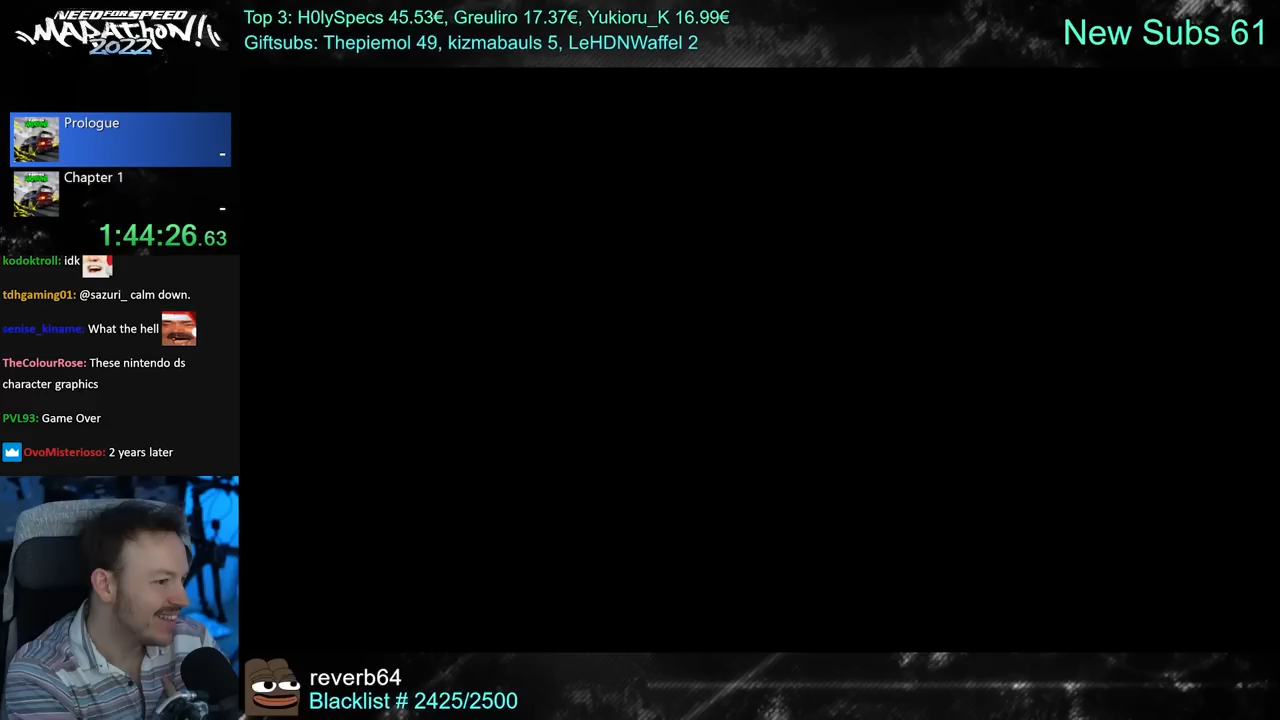 NEED FOR SPEED
MARATHON!!
2022
Top 3: H0lySpecs 45.53€, Greuliro 17.37€, Yukioru_K 16.99€
Giftsubs: Thepiemol 49, kizmabauls 5, LeHDNWaffel 2
New Subs 61
Prologue
-
Chapter 1
-
1:44:26.63
kodoktroll: idk
tdhgaming01: @sazuri_ calm down.
senise_kiname: What the hell
TheColourRose: These nintendo ds
character graphics
PVL93: Game Over
OvoMisterioso: 2 years later
reverb64
Blacklist # 2425/2500